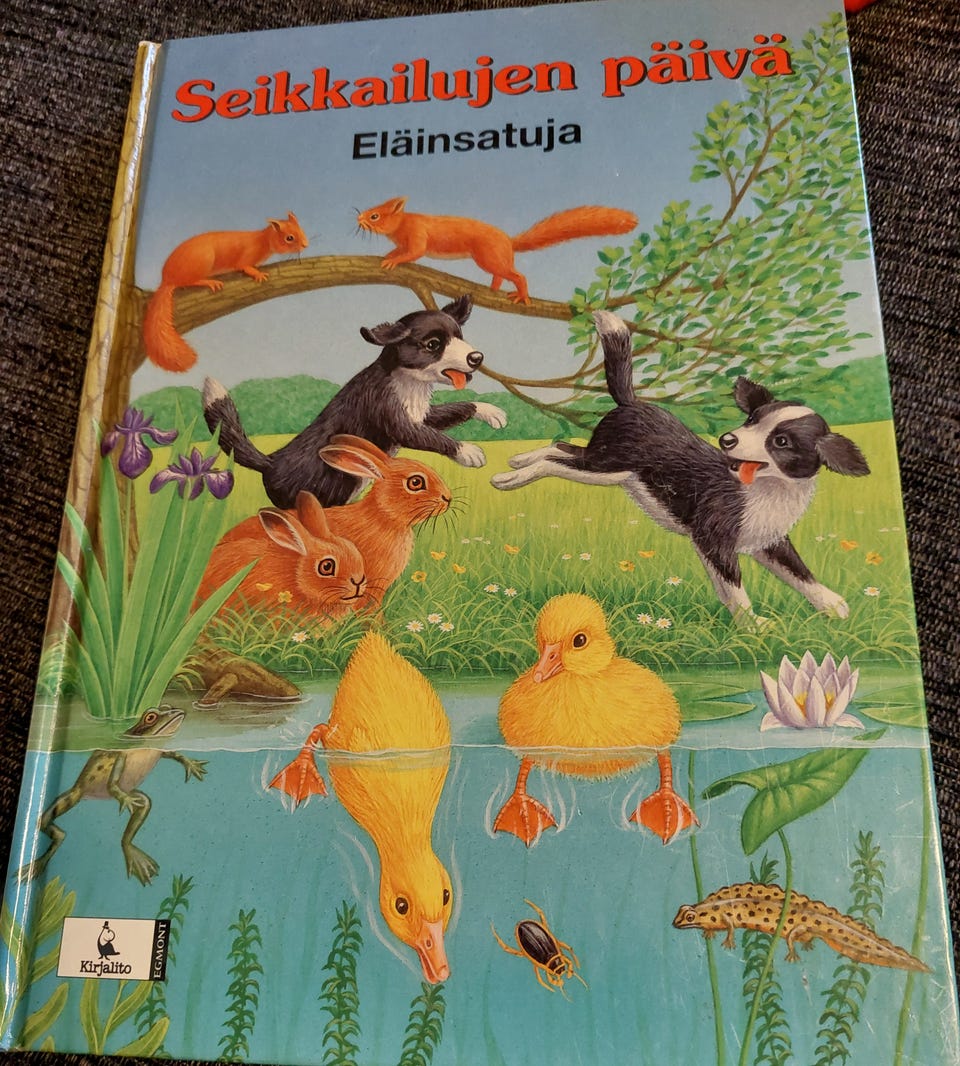 Seikkailujen päivä
Eläinsatuja
Kirjalito
EGMONT